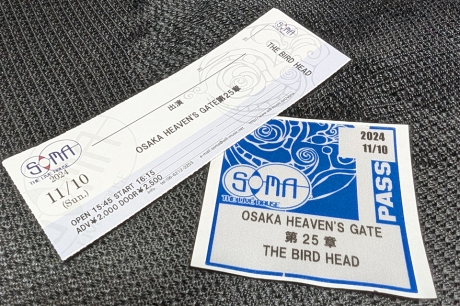 SOMA
THE BIRD HEAD
出演
OSAKA HEAVEN'S GATE第25章
SOMA
THE LIVE HOUSE
2024
11/10
(Sun.)
OPEN 15:45 START 16:15
ADV¥2,000 DOOR¥2,500
2024
11/10
PASS
SOMA
THE LIVE HOUSE
OSAKA HEAVEN'S GATE
第 25 章
THE BIRD HEAD